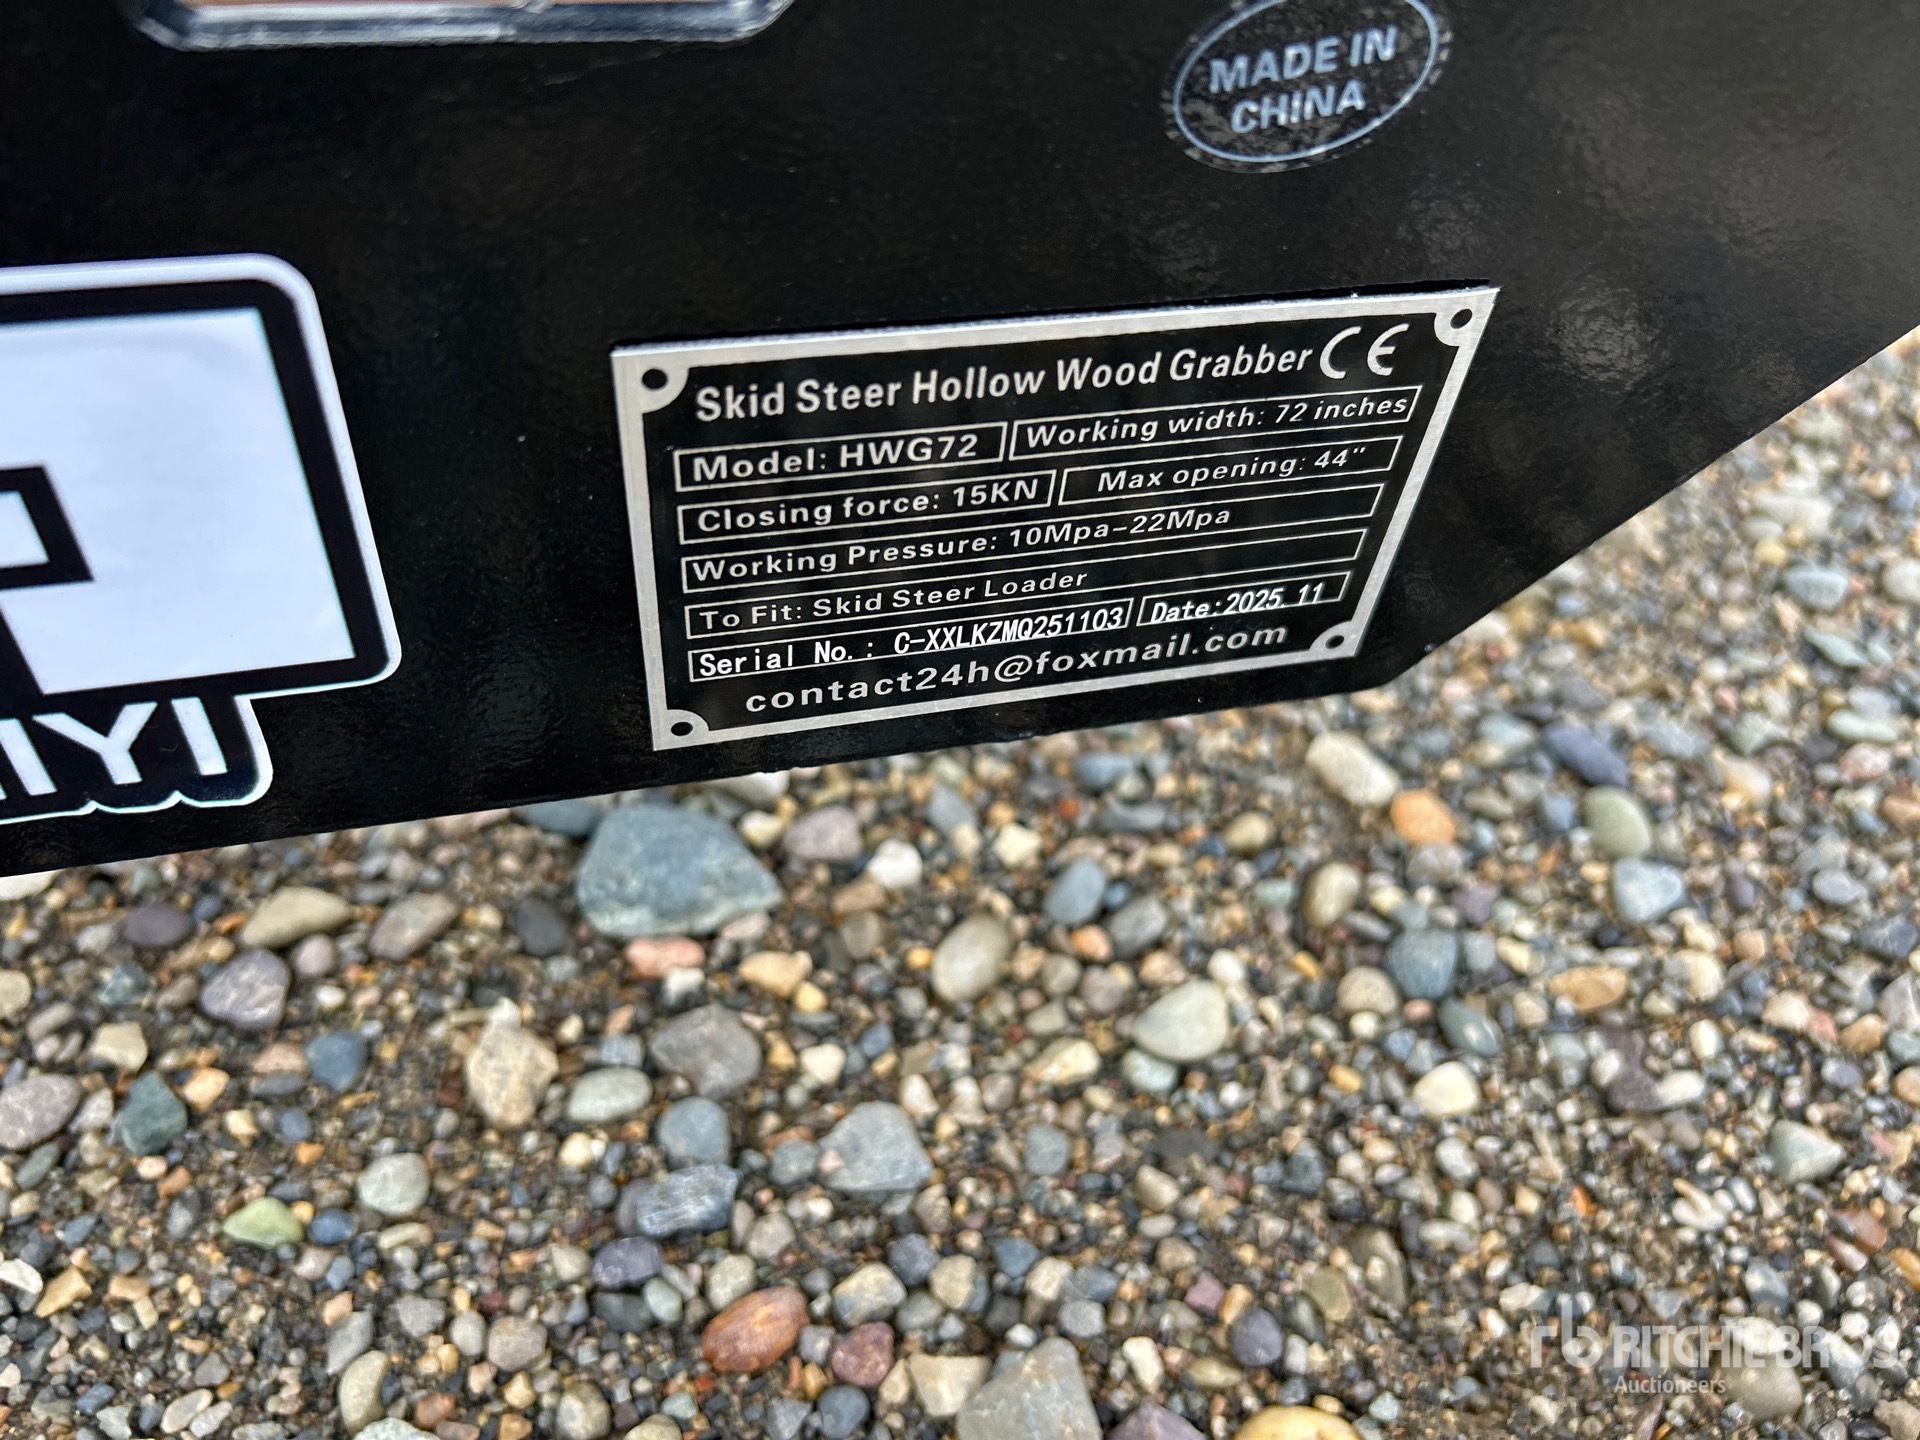 MADE IN
CHINA
Skid Steer Hollow Wood Grabber CE
Model: HWG72 Working width: 72 inches
Closing force: 15KN Max opening: 44"
Working Pressure: 10Mpa-22Mpa
To Fit: Skid Steer Loader
Serial No.: C-XXLKZMQ251103 Date:2025.11
contact24h@foxmail.com
rb RITCHIE BROS.
Auctioneers